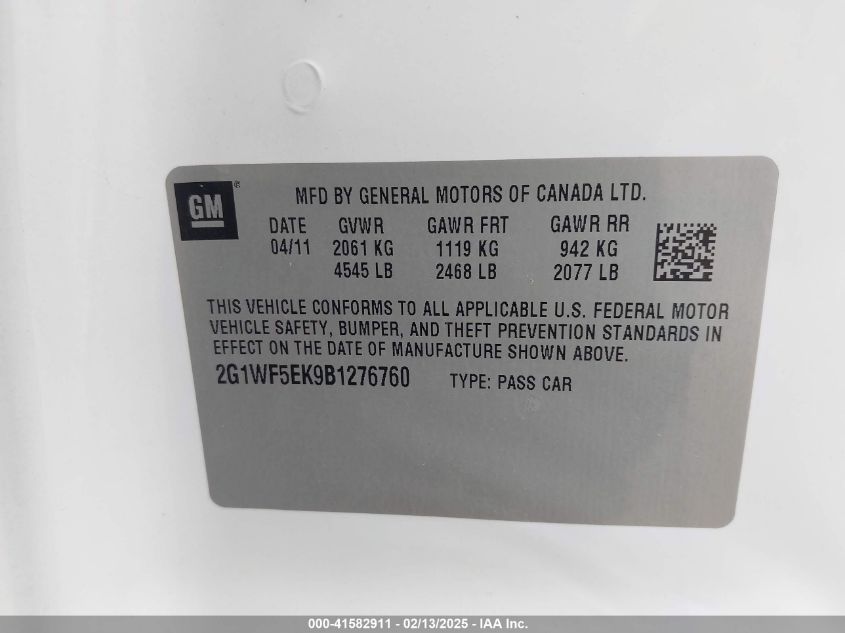 GM®
MFD BY GENERAL MOTORS OF CANADA LTD.
DATE GVWR GAWR FRT GAWR RR
04/11 2061 KG 1119 KG 942 KG
4545 LB 2468 LB 2077 LB
THIS VEHICLE CONFORMS TO ALL APPLICABLE U.S. FEDERAL MOTOR
VEHICLE SAFETY, BUMPER, AND THEFT PREVENTION STANDARDS IN
EFFECT ON THE DATE OF MANUFACTURE SHOWN ABOVE.
2G1WF5EK9B1276760 TYPE: PASS CAR
000-41582911 - 02/13/2025 - IAA Inc.